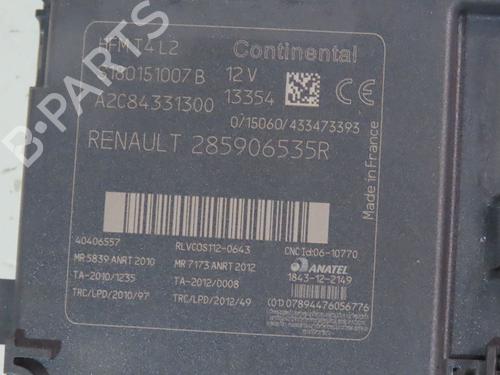 HFM T4 L2 Continental
S180151007 B 12 V
A2C84331300 13354 CE
0/15060/433473393
RENAULT 285906535R
Made in France
40406557 RLVCOS112-0643 CNC Id:06-10770
MR 5839 ANRT 2010 MR 7173 ANRT 2012 ANATEL
TA-2010/1235 TA-2012/0008 1843-12-2149
TRC/LPD/2010/97 TRC/LPD/2012/49 (01) 07894476056776
B-PARTS